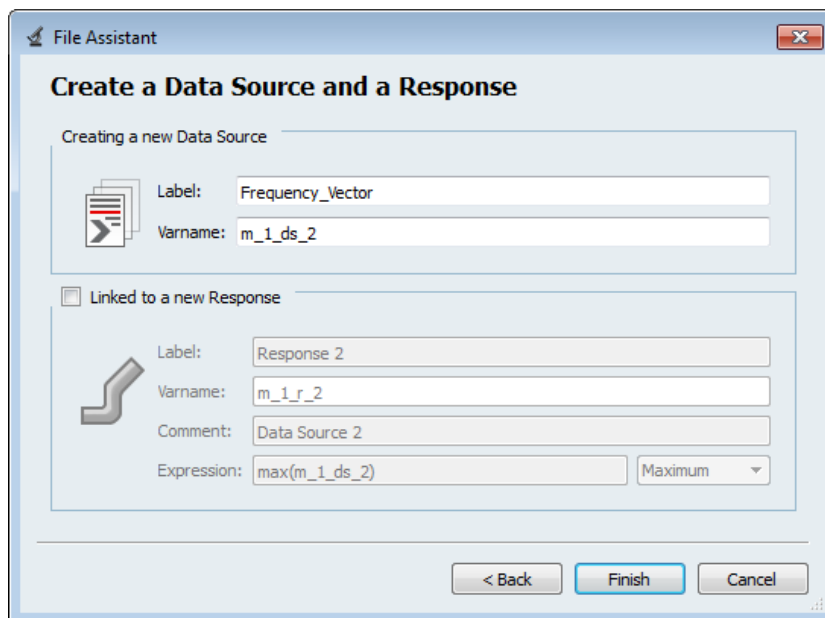 File Assistant
Create a Data Source and a Response
Creating a new Data Source
Label: Frequency_Vector
Varname: m_1_ds_2
Linked to a new Response
Label: Response 2
Varname: m_1_r_2
Comment: Data Source 2
Expression: max(m_1_ds_2) Maximum
< Back Finish Cancel